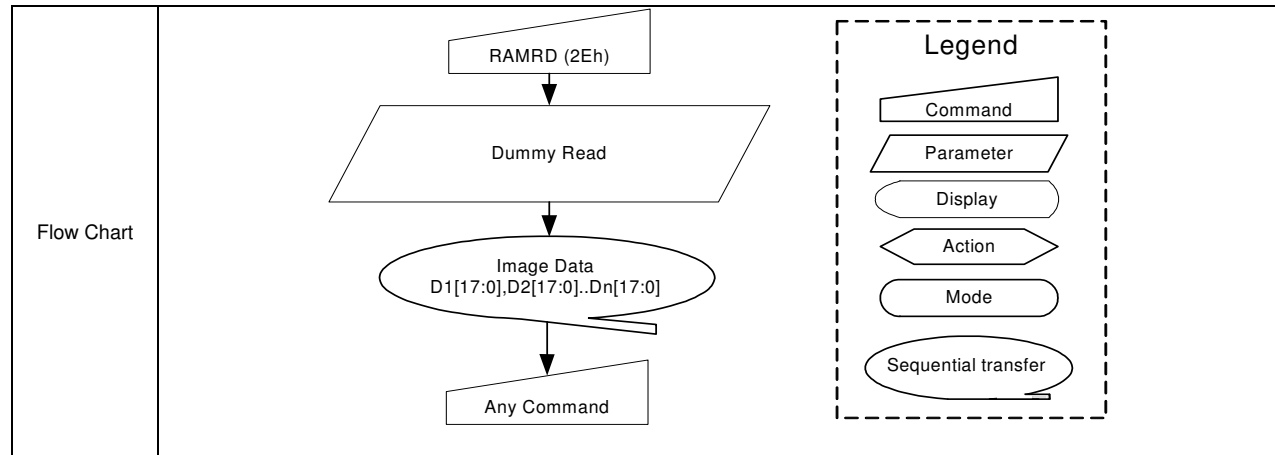 Flow Chart
RAMRD (2Eh)
Dummy Read
Image Data
D1[17:0],D2[17:0]..Dn[17:0]
Any Command
Legend
Command
Parameter
Display
Action
Mode
Sequential transfer